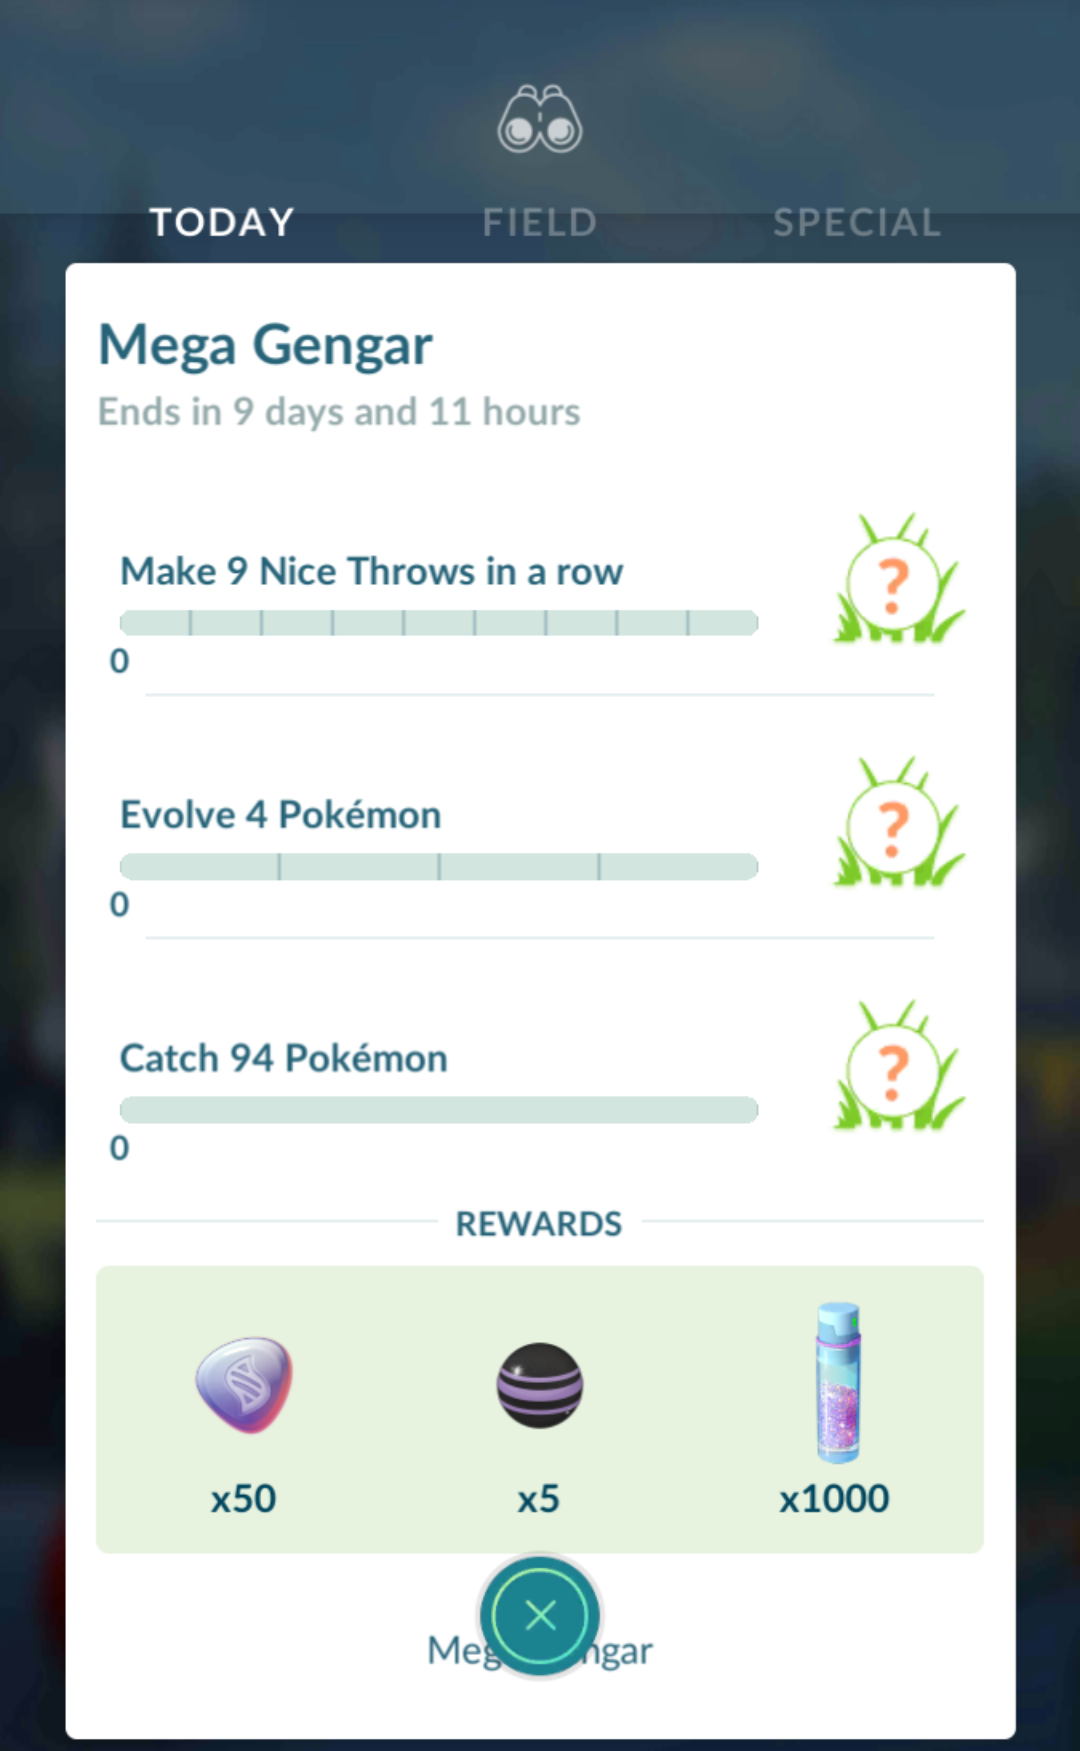 TODAY FIELD SPECIAL
Mega Gengar
Ends in 9 days and 11 hours
Make 9 Nice Throws in a row
?
0
Evolve 4 Pokémon
?
0
Catch 94 Pokémon
?
0
REWARDS
x50 x5 x1000